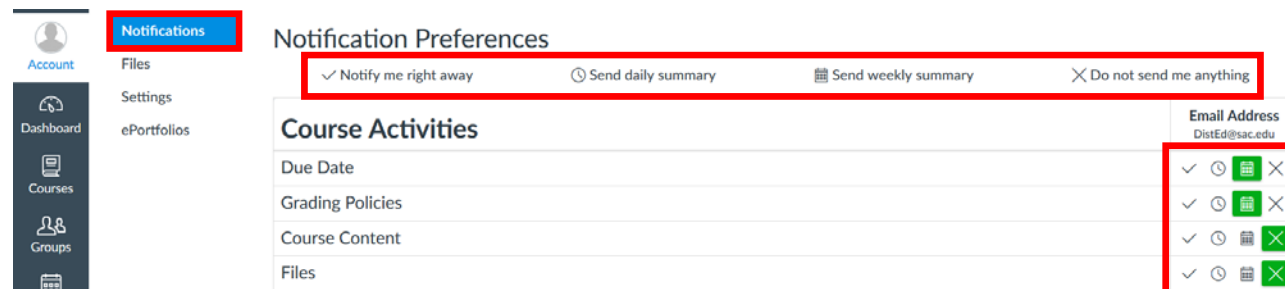 Account
Dashboard
Courses
Groups
Notifications
Files
Settings
ePortfolios
Notification Preferences
Notify me right away Send daily summary Send weekly summary Do not send me anything
Course Activities Email Address
DistEd@sac.edu
Due Date
Grading Policies
Course Content
Files